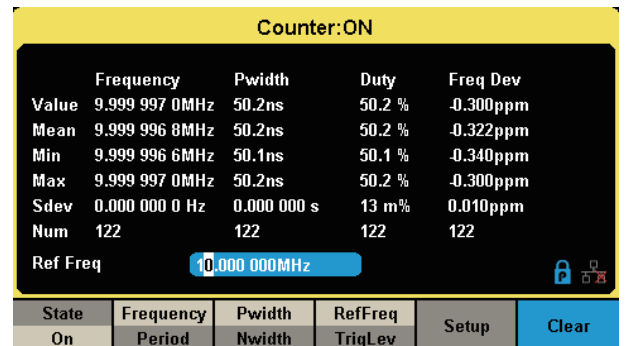 Counter:ON
Frequency Pwidth Duty Freq Dev
Value 9.999 997 0MHz 50.2ns 50.2 % -0.300ppm
Mean 9.999 996 8MHz 50.2ns 50.2 % -0.322ppm
Min 9.999 996 6MHz 50.1ns 50.1 % -0.340ppm
Max 9.999 997 0MHz 50.2ns 50.2 % -0.300ppm
Sdev 0.000 000 0 Hz 0.000 000 s 13 m% 0.010ppm
Num 122 122 122 122
Ref Freq 10.000 000MHz
P
State Frequency Pwidth RefFreq Setup Clear
On Period Nwidth TrigLev